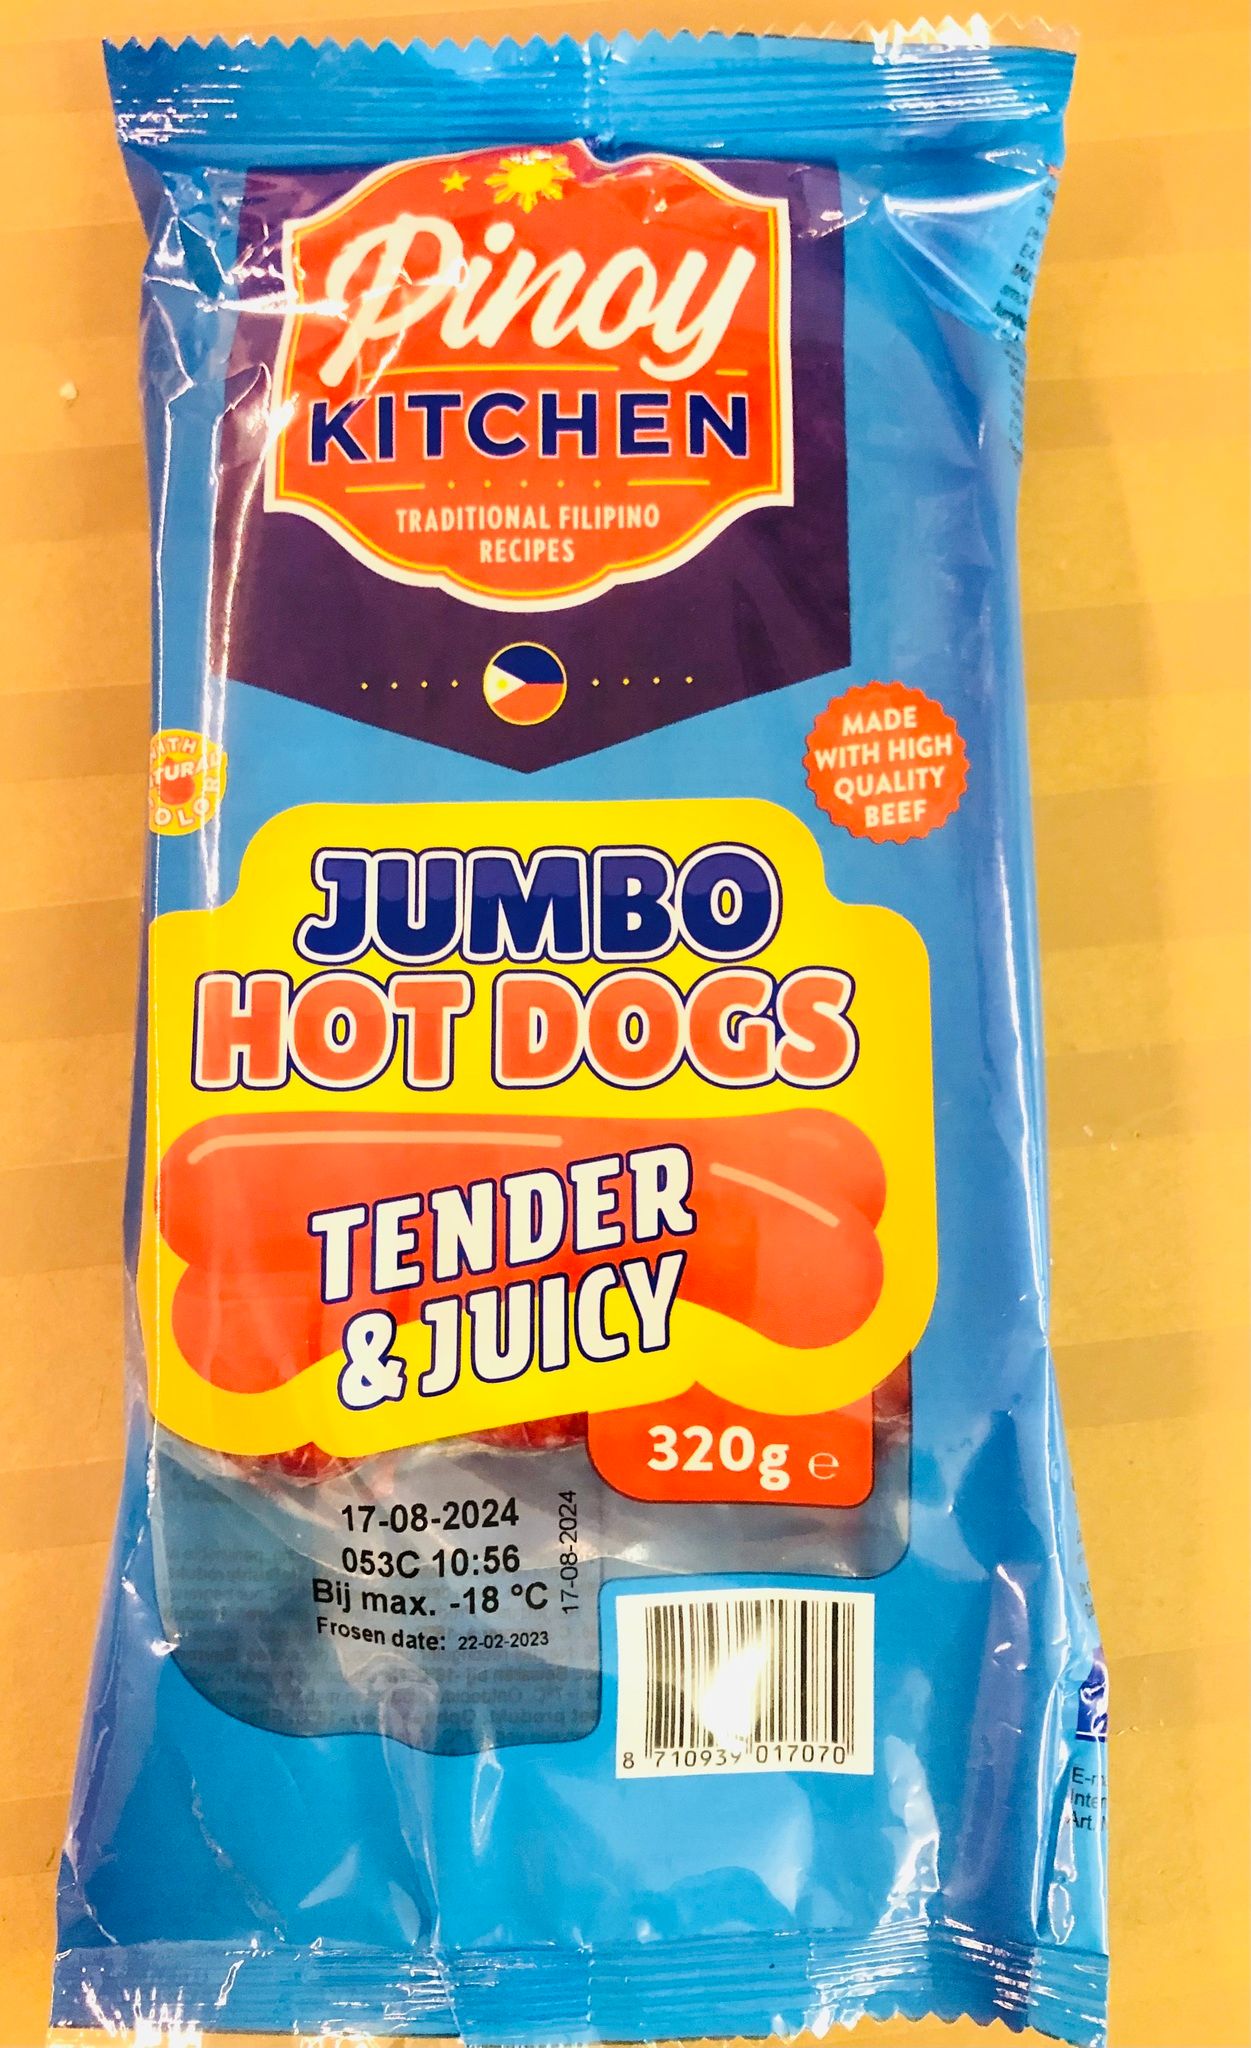 Pinoy
KITCHEN
TRADITIONAL FILIPINO
RECIPES
MADE
WITH HIGH
QUALITY
BEEF
JUMBO
HOT DOGS
TENDER
& JUICY
320g ℮
17-08-2024
053C 10:56
Bij max. -18 °C
Frosen date: 22-02-2023
17-08-2024
8 710939 017070